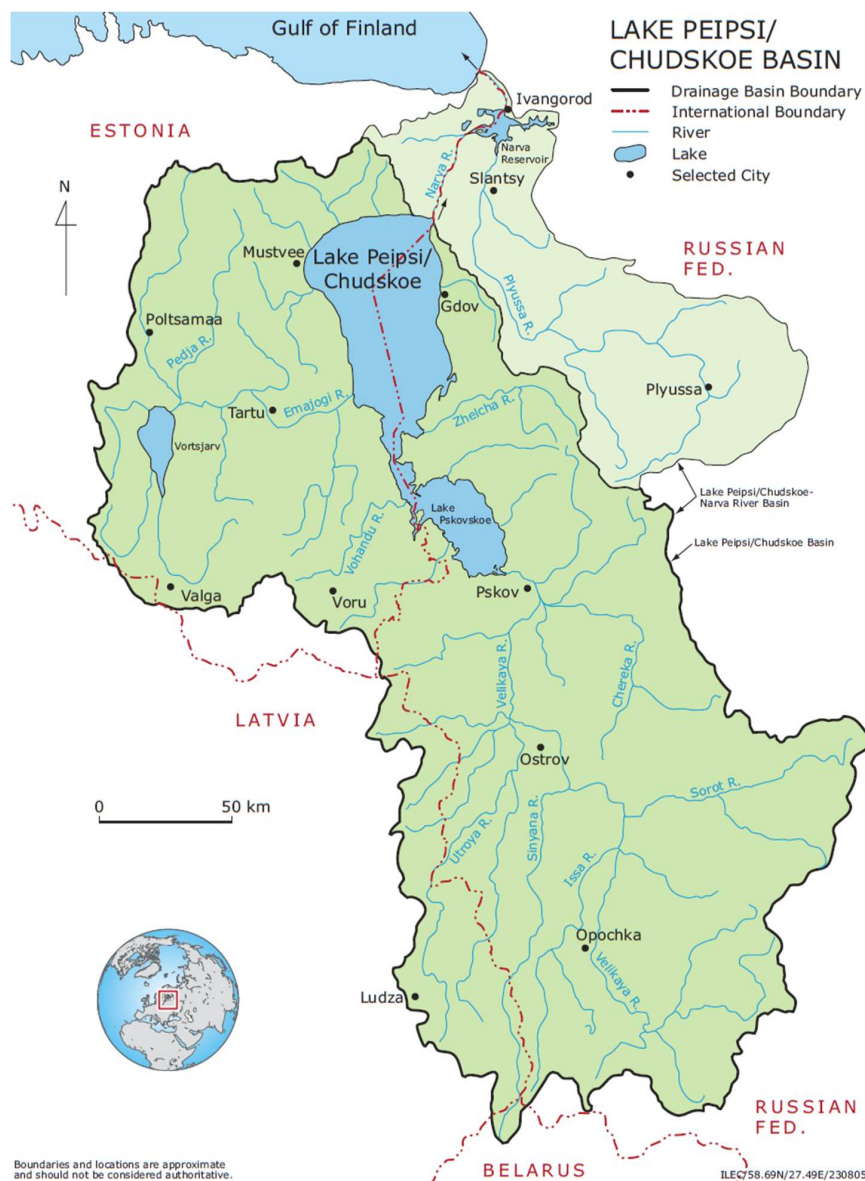 Gulf of Finland
LAKE PEIPSI/
CHUDSKOE BASIN
Drainage Basin Boundary
International Boundary
River
Lake
Selected City
ESTONIA
Ivangorod
Narva
Reservoir
Narva R.
Slantsy
N
Mustvee
Lake Peipsi/
Chudskoe
RUSSIAN
FED.
Gdov
Plyussa R.
Poltsamaa
Pedja R.
Plyussa
Tartu
Emajogi R.
Zhelcha R.
Vortsjarv
Lake Peipsi/Chudskoe-
Narva River Basin
Lake
Pskovskoe
Lake Peipsi/Chudskoe Basin
Vohandu R.
Valga
Voru
Pskov
Velikaya R.
Chereka R.
LATVIA
Ostrov
0
50 km
Sorot R.
Utroya R.
Sinyana R.
Issa R.
Opochka
Velikaya R.
Ludza
RUSSIAN
FED.
BELARUS
Boundaries and locations are approximate
and should not be considered authoritative.
ILEC/58.69N/27.49E/230805